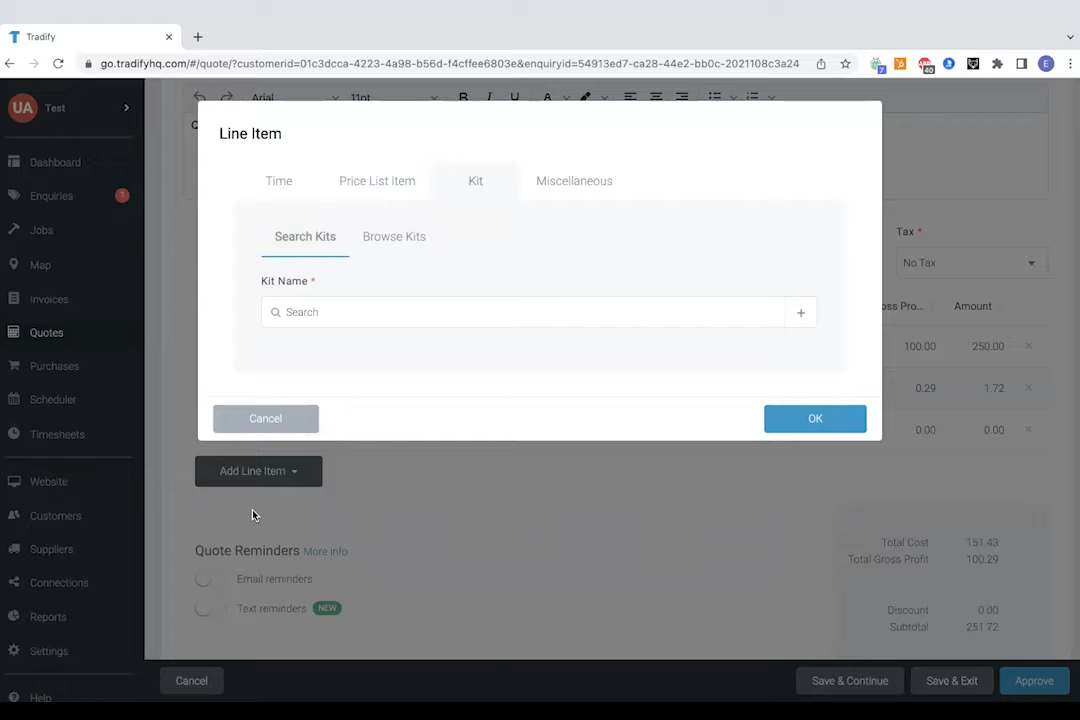 Tradify
go.tradifyhq.com/#/quote/?customerid=01c3dcca-4223-4a98-b56d-f4cffee6803e&enquiryid=54913ed7-ca28-44e2-bb0c-2021108c3a24
7
40
E
UA Test
Arial 11pt B I U A
Line Item
Time Price List Item Kit Miscellaneous
Search Kits Browse Kits
Kit Name *
Search +
Cancel OK
Dashboard
Enquiries 1
Jobs
Map
Invoices
Quotes
Purchases
Scheduler
Timesheets
Website
Customers
Suppliers
Connections
Reports
Settings
Help
Tax *
No Tax
oss Pro... Amount
100.00 250.00
0.29 1.72
0.00 0.00
Add Line Item
Quote Reminders More info
Email reminders
Text reminders NEW
Total Cost 151.43
Total Gross Profit 100.29
Discount 0.00
Subtotal 251.72
Cancel Save & Continue Save & Exit Approve